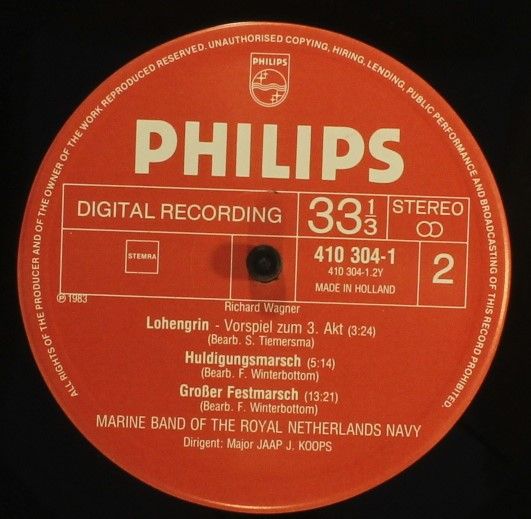 ALL RIGHTS OF THE PRODUCER AND OF THE OWNER OF THE WORK REPRODUCED RESERVED. UNAUTHORISED COPYING, HIRING, LENDING, PUBLIC PERFORMANCE AND BROADCASTING OF THIS RECORD PROHIBITED.
PHILIPS
PHILIPS
DIGITAL RECORDING
33 1/3
STEREO
STEMRA
410 304-1
410 304-1.2Y
MADE IN HOLLAND
2
℗ 1983
Richard Wagner
Lohengrin - Vorspiel zum 3. Akt (3:24)
(Bearb. S. Tiemersma)
Huldigungsmarsch (5:14)
(Bearb. F. Winterbottom)
Großer Festmarsch (13:21)
(Bearb. F. Winterbottom)
MARINE BAND OF THE ROYAL NETHERLANDS NAVY
Dirigent: Major JAAP J. KOOPS